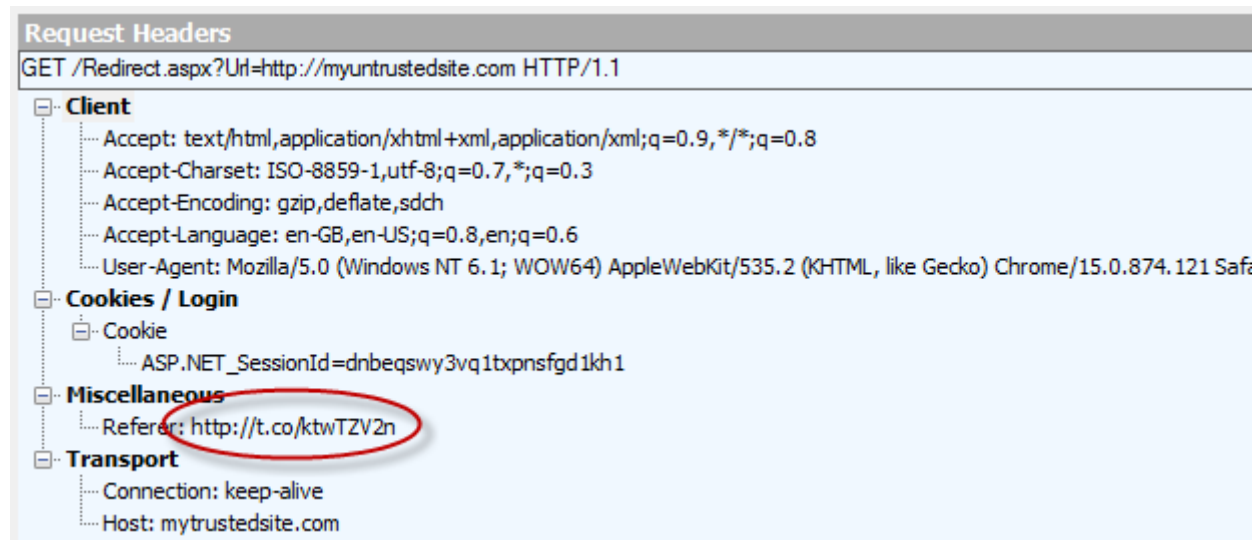 Request Headers
GET /Redirect.aspx?Url=http://myuntrustedsite.com HTTP/1.1
Client
Accept: text/html,application/xhtml+xml,application/xml;q=0.9,*/*;q=0.8
Accept-Charset: ISO-8859-1,utf-8;q=0.7,*;q=0.3
Accept-Encoding: gzip,deflate,sdch
Accept-Language: en-GB,en-US;q=0.8,en;q=0.6
User-Agent: Mozilla/5.0 (Windows NT 6.1; WOW64) AppleWebKit/535.2 (KHTML, like Gecko) Chrome/15.0.874.121 Safa
Cookies / Login
Cookie
ASP.NET_SessionId=dnbeqswy3vq1txpnsfgd1kh1
Miscellaneous
Referer: http://t.co/ktwTZV2n
Transport
Connection: keep-alive
Host: mytrustedsite.com